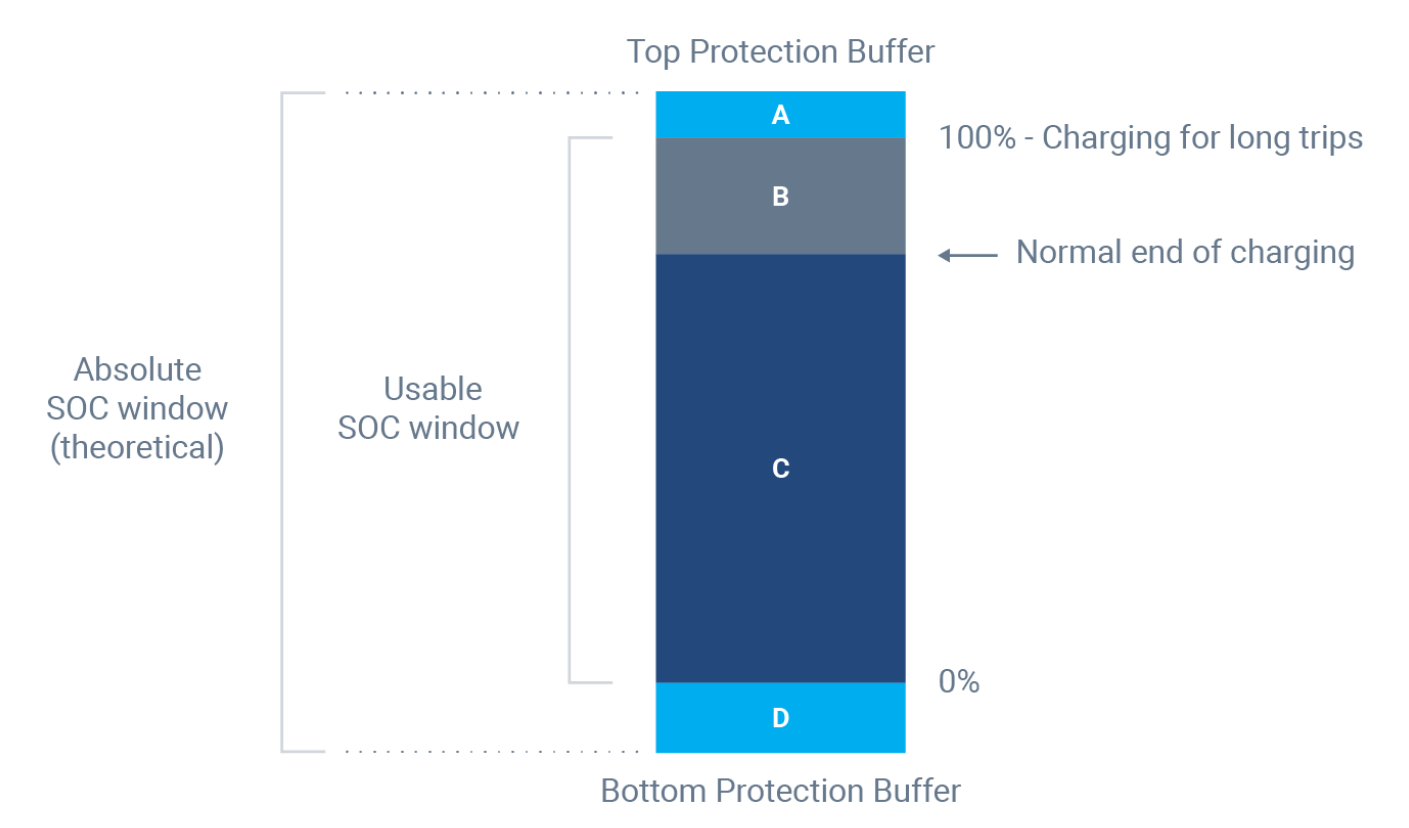 Top Protection Buffer
A
100% - Charging for long trips
B
Normal end of charging
Absolute
SOC window
(theoretical)
Usable
SOC window
C
0%
D
Bottom Protection Buffer